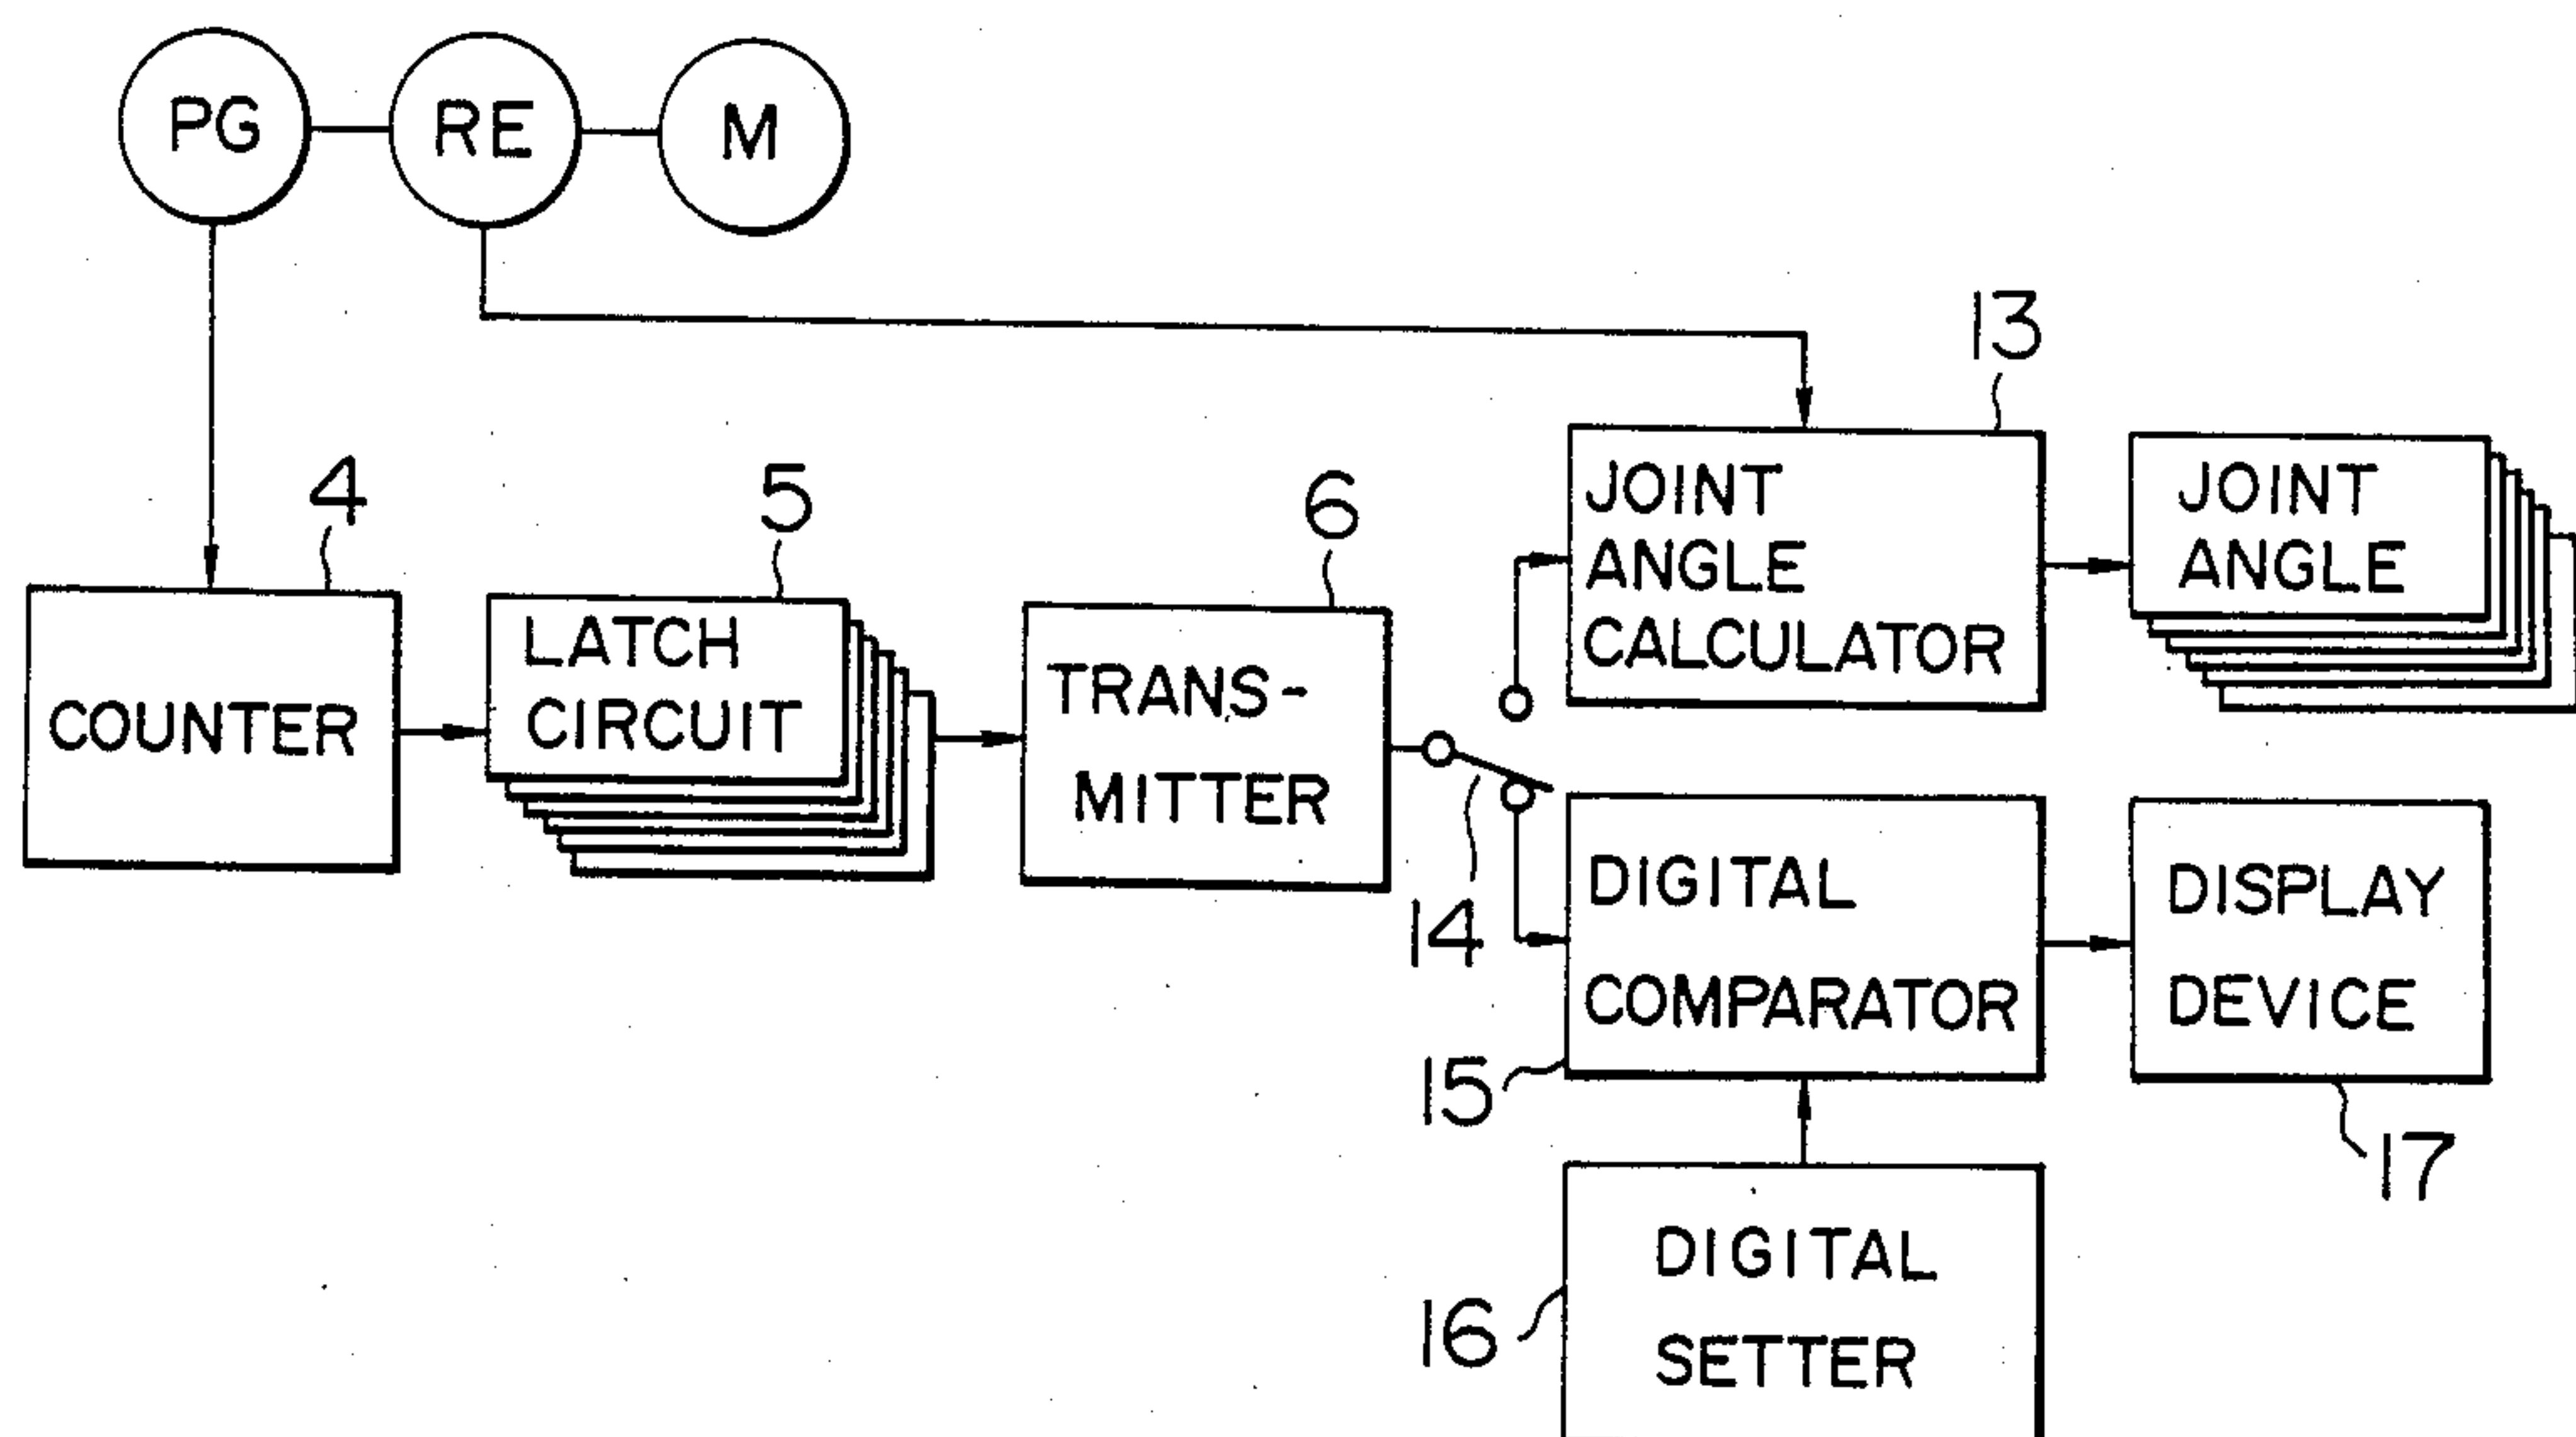 PG RE M
13
4 5 6
JOINT
ANGLE
CALCULATOR
JOINT
ANGLE
LATCH
CIRCUIT
COUNTER
TRANS-
MITTER
14
DIGITAL
COMPARATOR
DISPLAY
DEVICE
15
17
DIGITAL
SETTER
16